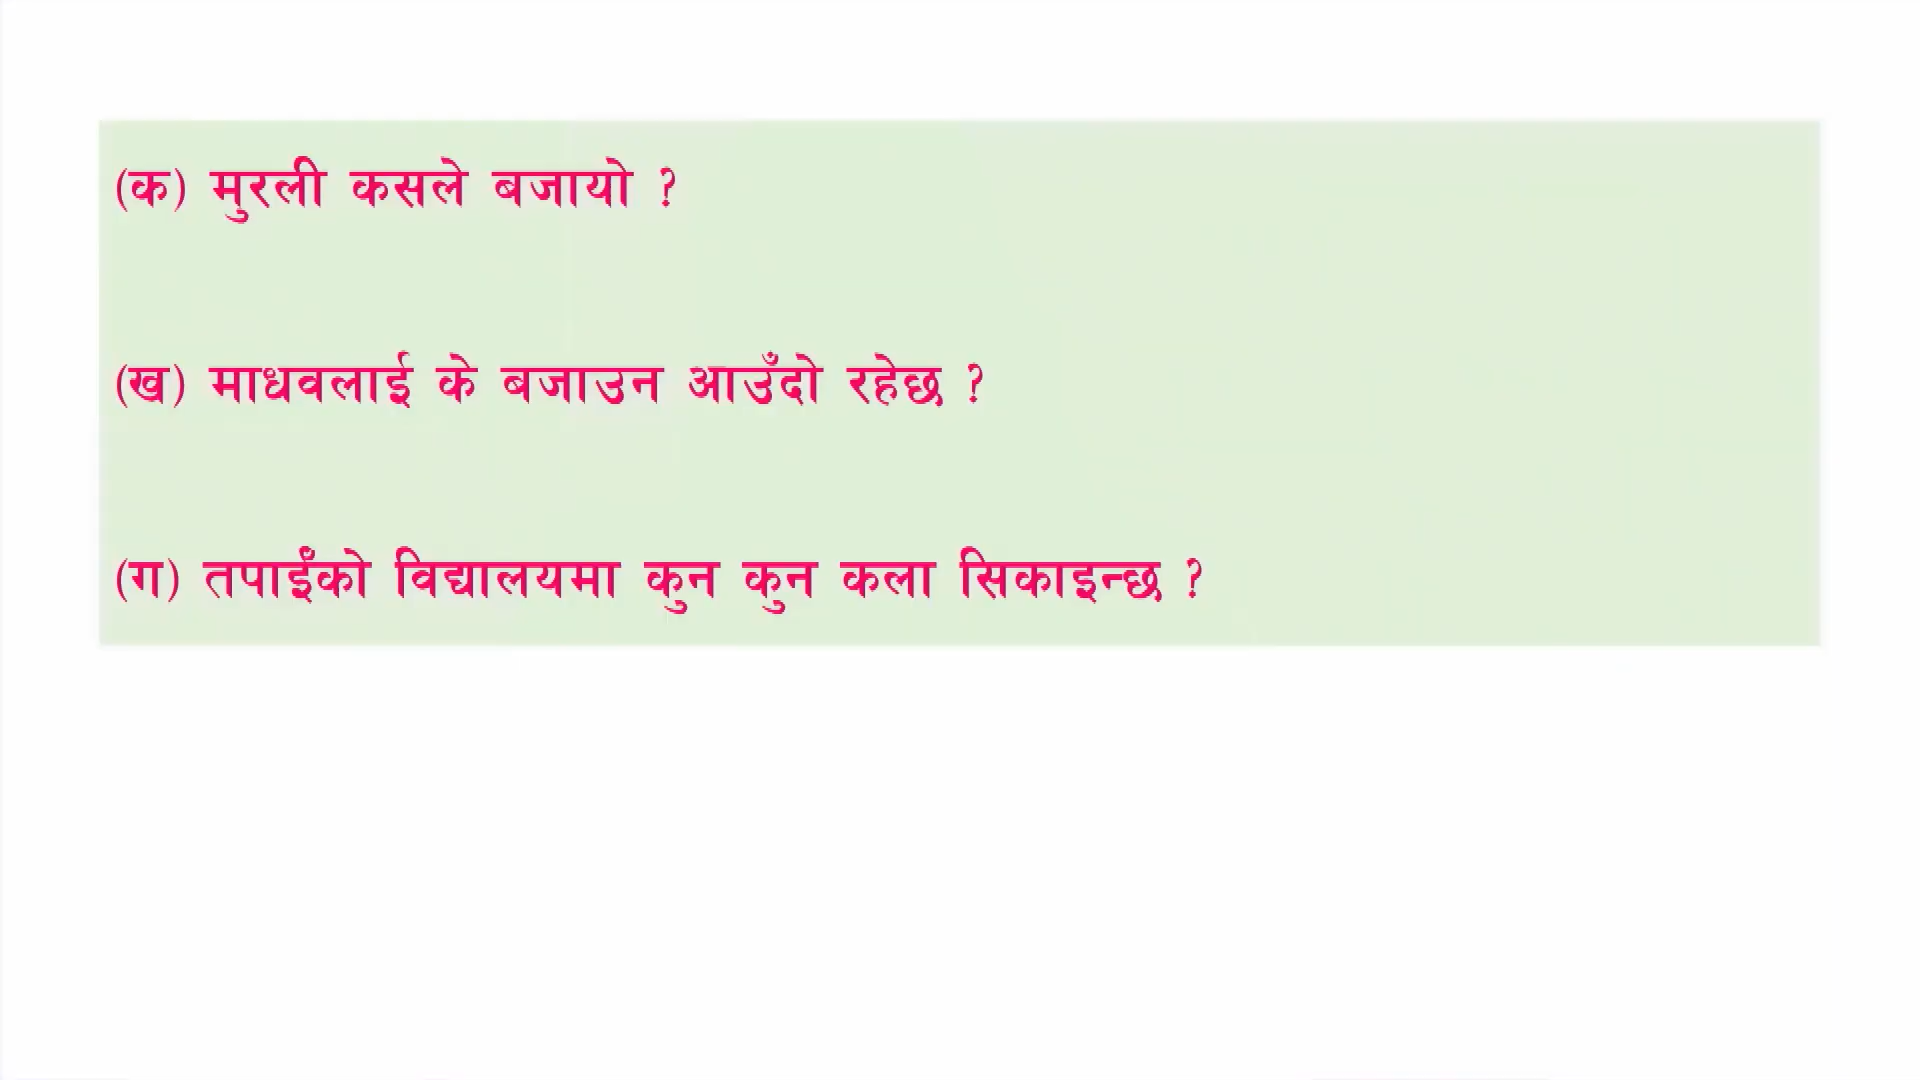 (क) मुरली कसले बजायो ?
(ख) माधवलाई के बजाउन आउँदो रहेछ ?
(ग) तपाईंको विद्यालयमा कुन कुन कला सिकाइन्छ ?